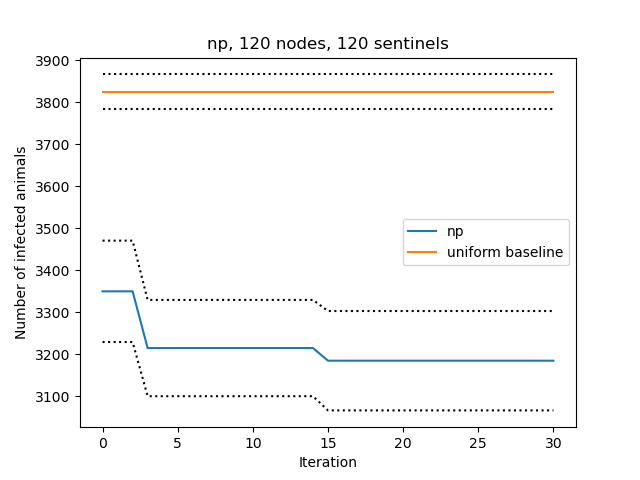 np, 120 nodes, 120 sentinels
3900
3800
3700
3600
3500
3400
3300
3200
3100
Number of infected animals
np
uniform baseline
0 5 10 15 20 25 30
Iteration